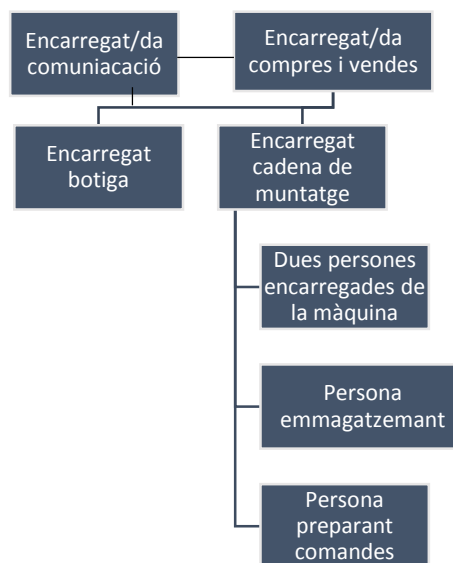 Encarregat/da
comuniacació
Encarregat/da
compres i vendes
Encarregat
botiga
Encarregat
cadena de
muntatge
Dues persones
encarregades de
la màquina
Persona
emmagatzemant
Persona
preparant
comandes